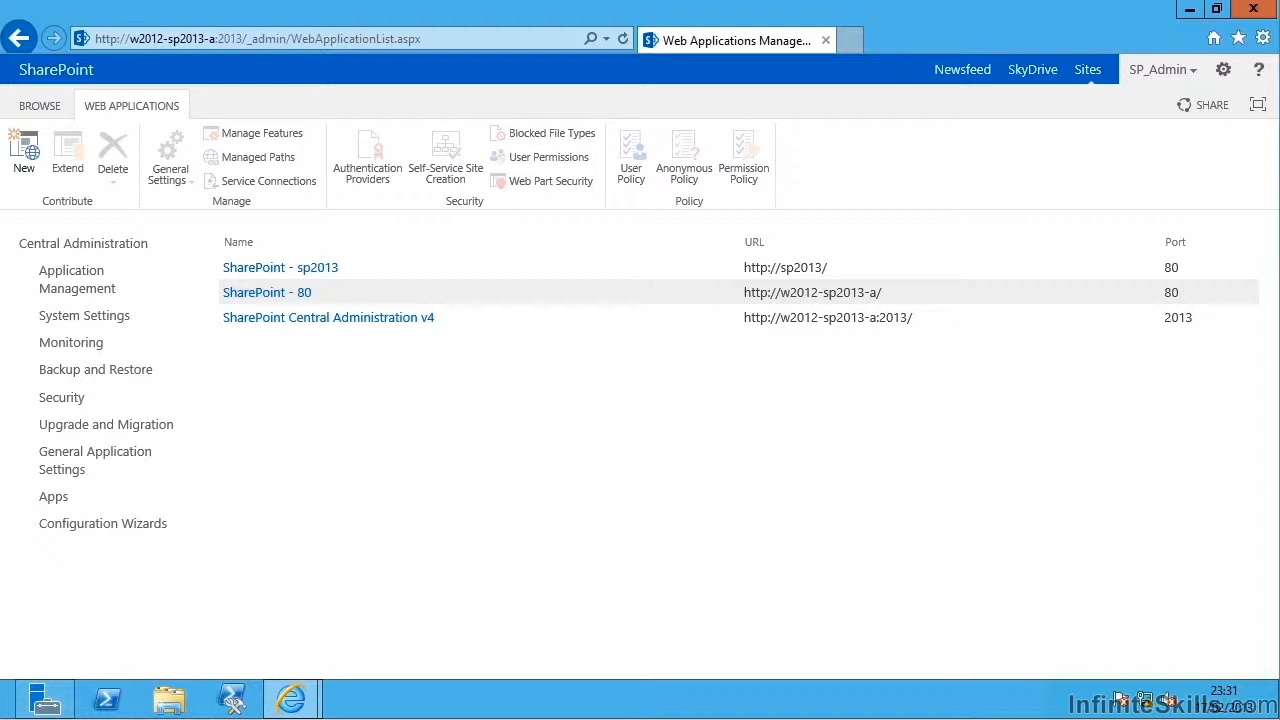 http://w2012-sp2013-a:2013/_admin/WebApplicationList.aspx
Web Applications Manage...
SharePoint
Newsfeed
SkyDrive
Sites
SP_Admin
?
BROWSE
WEB APPLICATIONS
SHARE
New
Extend
Delete
Contribute
General
Settings
Manage Features
Managed Paths
Service Connections
Manage
Authentication
Providers
Self-Service Site
Creation
Blocked File Types
User Permissions
Web Part Security
Security
User
Policy
Anonymous
Policy
Permission
Policy
Policy
Central Administration
Application
Management
System Settings
Monitoring
Backup and Restore
Security
Upgrade and Migration
General Application
Settings
Apps
Configuration Wizards
Name URL Port
SharePoint - sp2013 http://sp2013/ 80
SharePoint - 80 http://w2012-sp2013-a/ 80
SharePoint Central Administration v4 http://w2012-sp2013-a:2013/ 2013
23:31
17/02/2013
InfiniteSkills.com